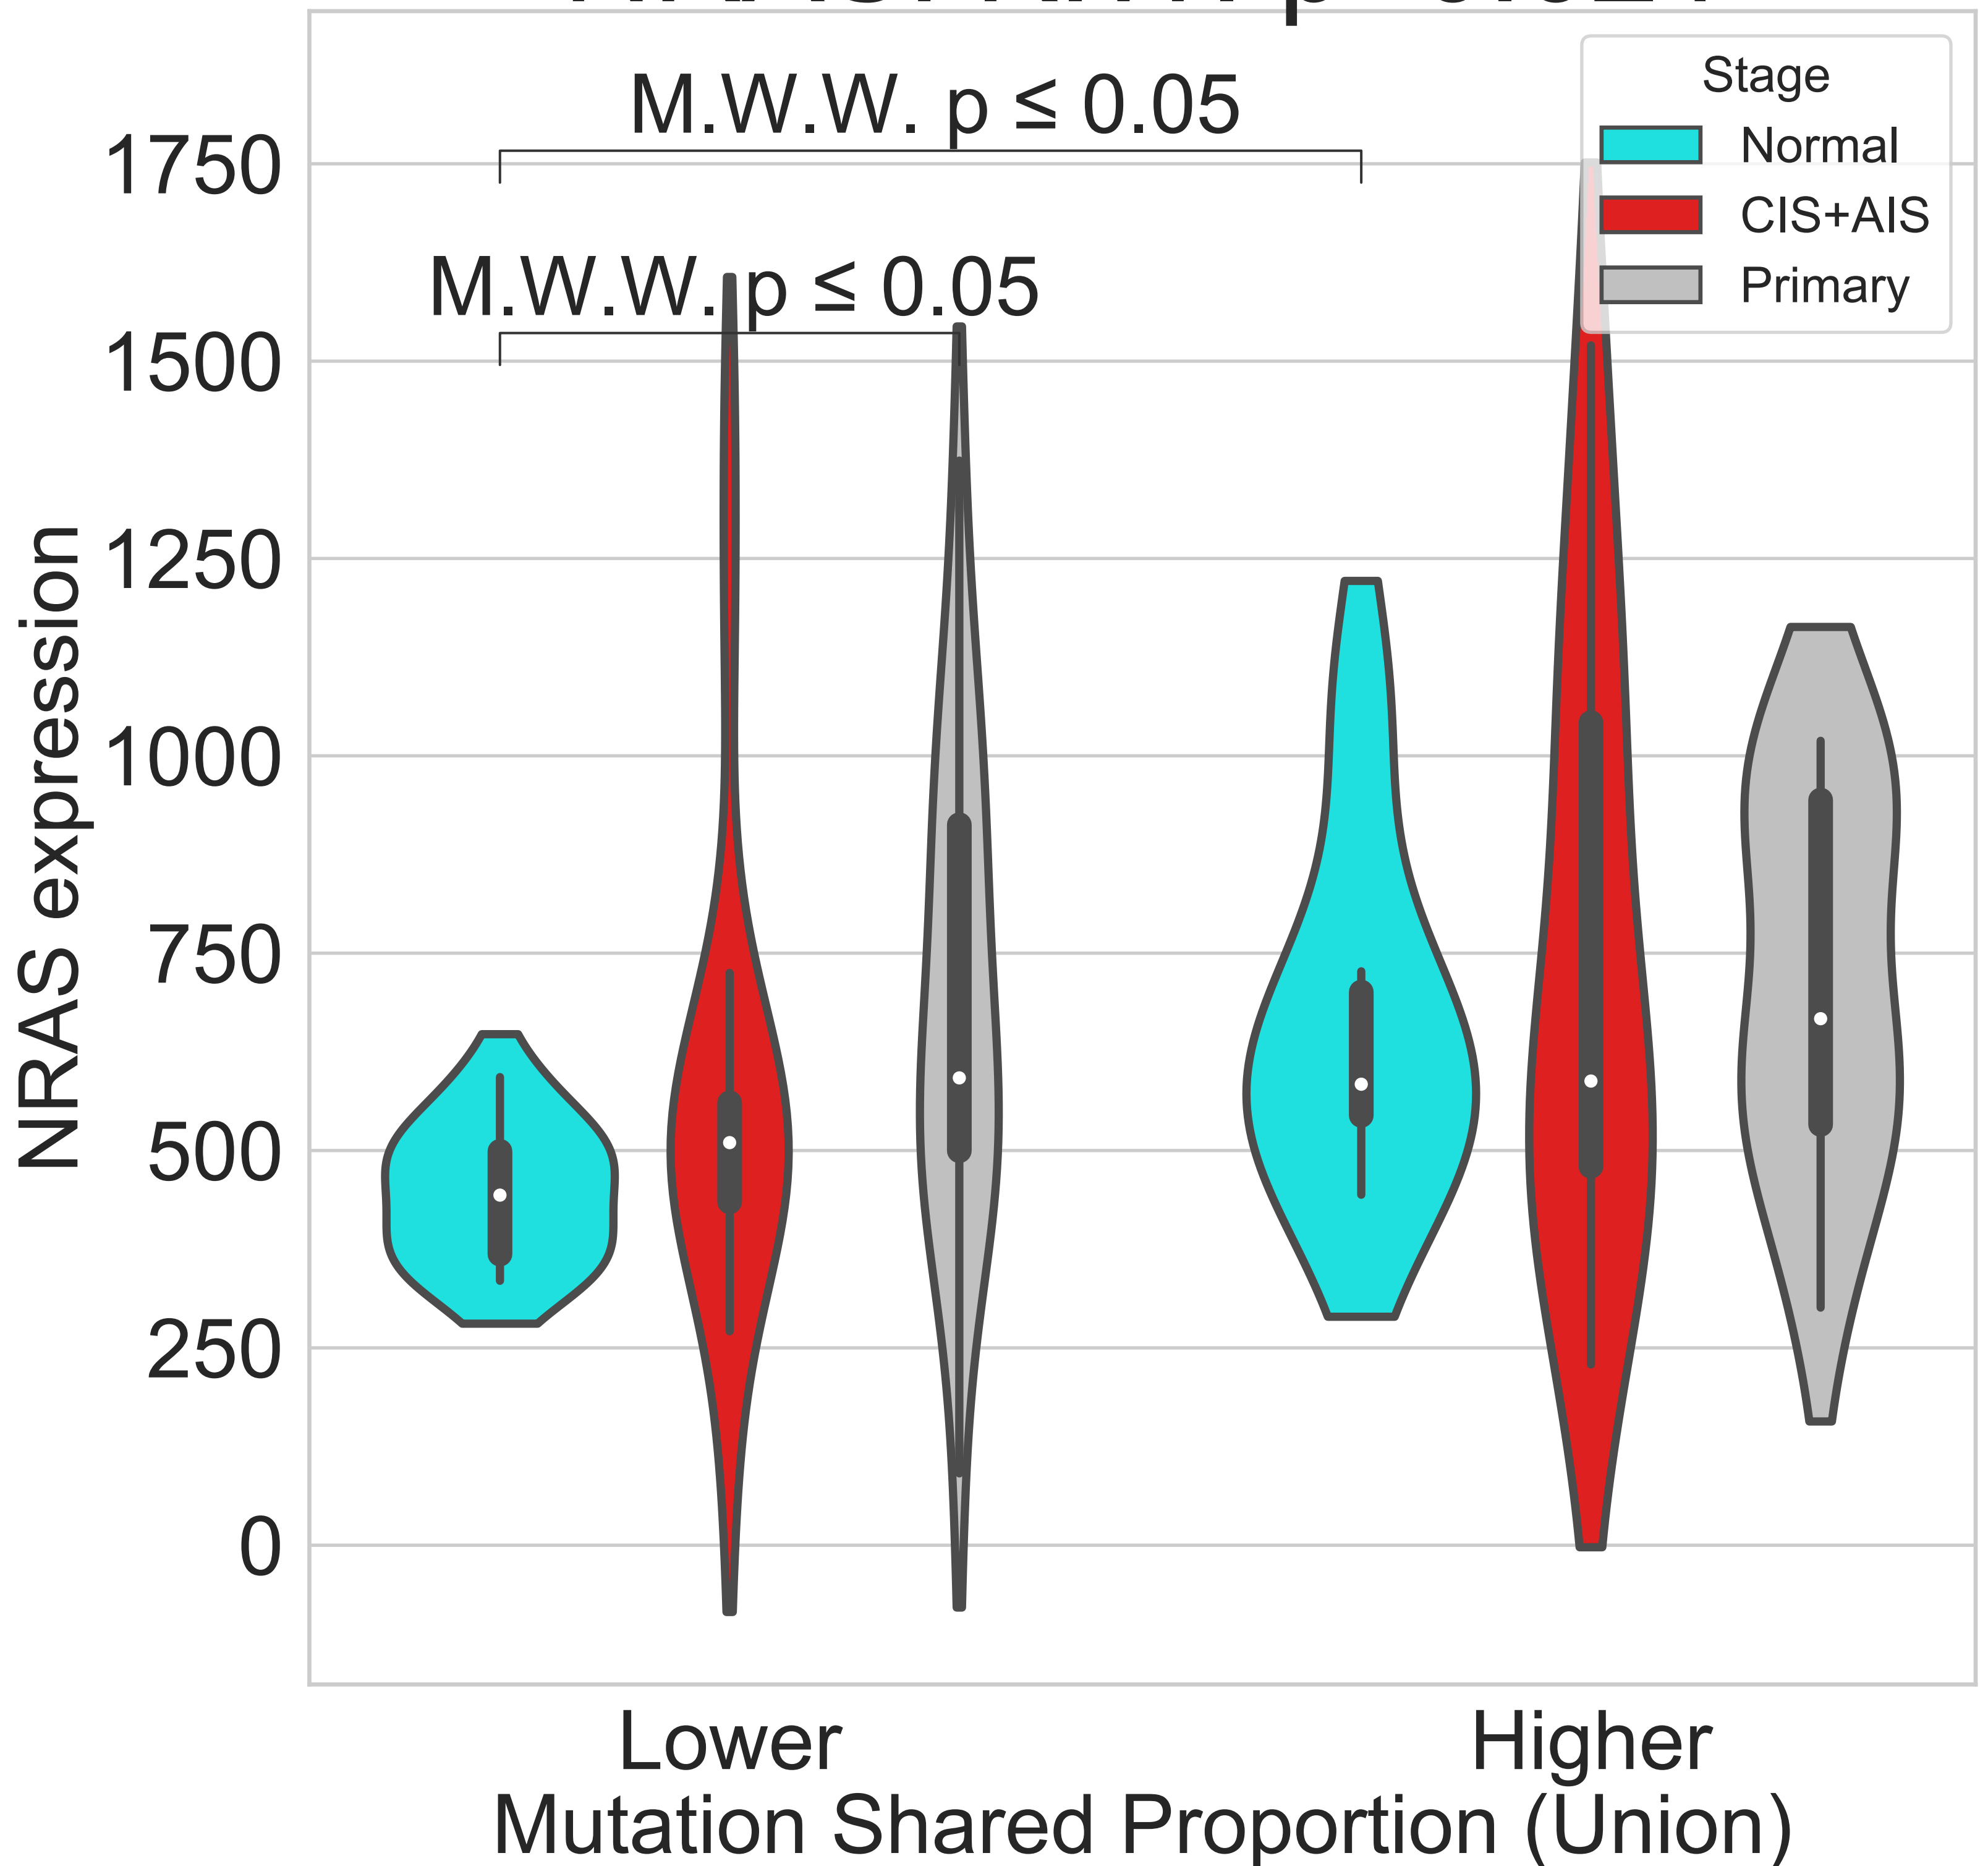 M.W.W. p ≤ 0.05
M.W.W. p ≤ 0.05
Stage
Normal
CIS+AIS
Primary
1750
1500
1250
1000
750
500
250
0
NRAS expression
Lower
Higher
Mutation Shared Proportion (Union)